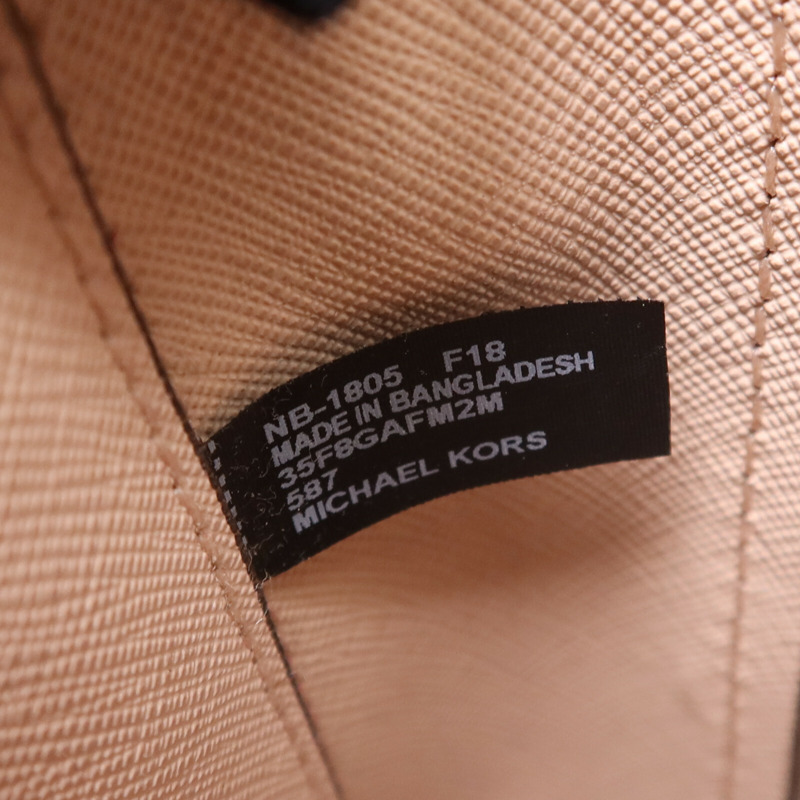 NB-1805 F18
MADE IN BANGLADESH
35F8GAFM2M
587
MICHAEL KORS